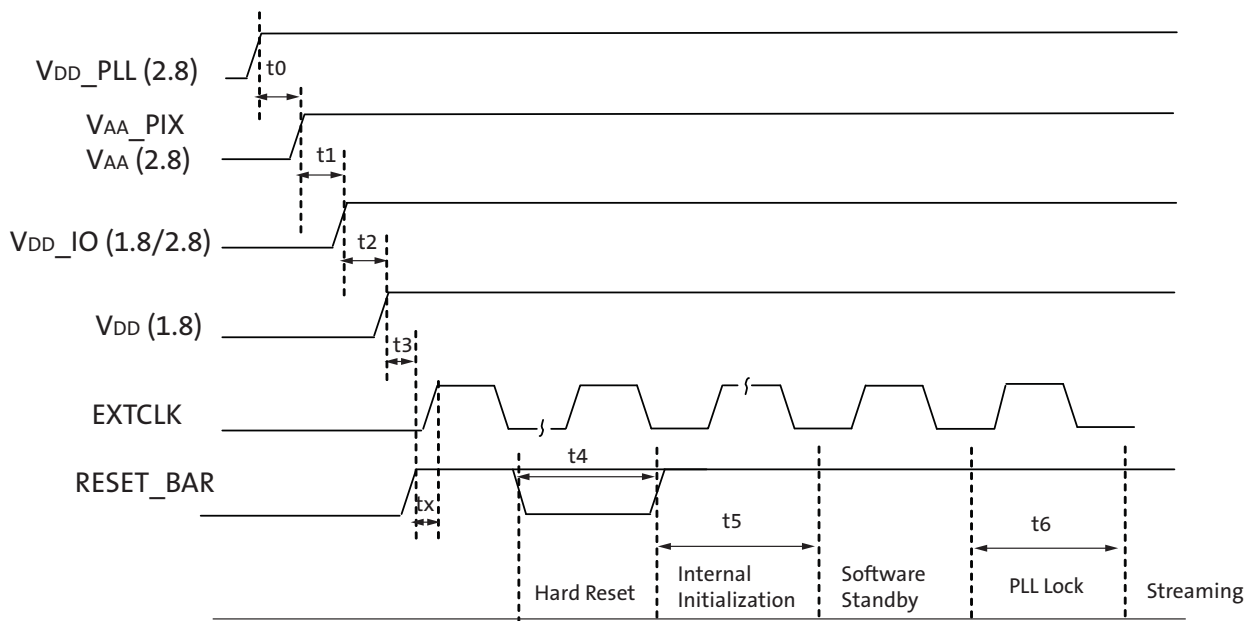 VDD_PLL (2.8)
t0
VAA_PIX
VAA (2.8)
t1
VDD_IO (1.8/2.8)
t2
VDD (1.8)
t3
EXTCLK
RESET_BAR
tx
t4
t5
t6
Hard Reset
Internal
Initialization
Software
Standby
PLL Lock
Streaming